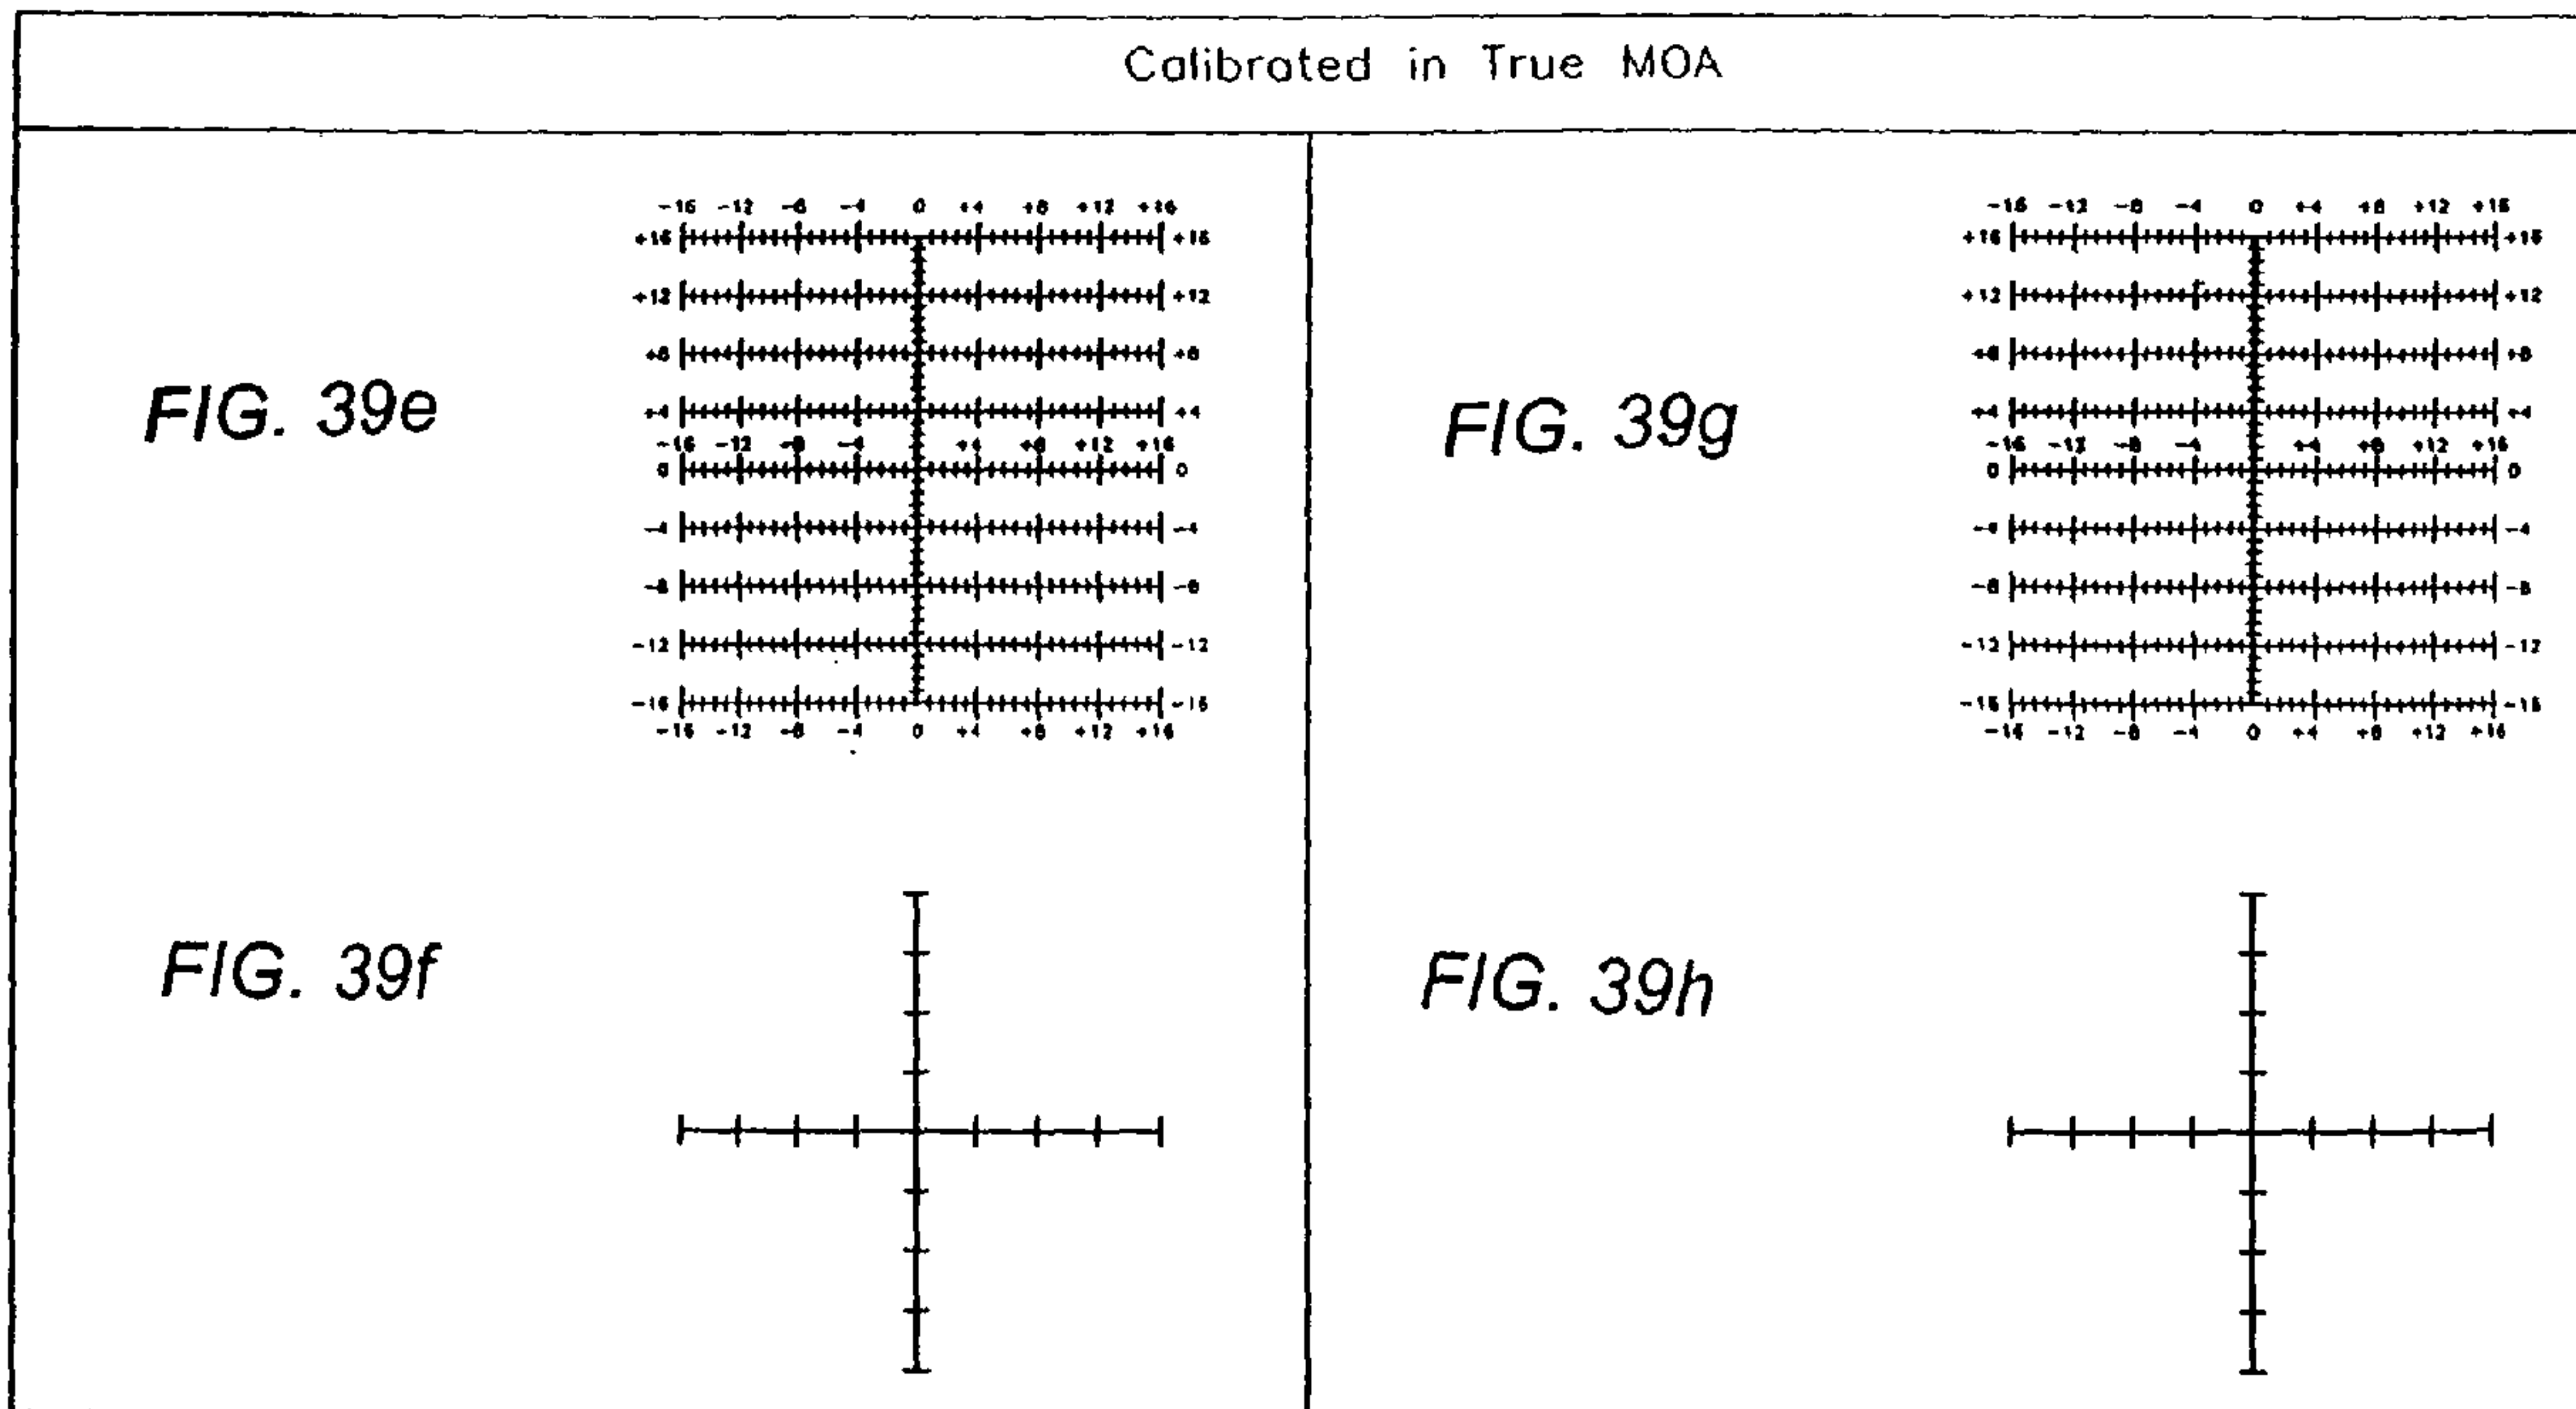 Calibrated in True MOA
FIG. 39e
-16 -12 -8 -4 0 +4 +8 +12 +16
+16 +16
+12 +12
+8 +8
+4 +4
-16 -12 -8 -4 +4 +8 +12 +16
0 0
-4 -4
-8 -8
-12 -12
-16 -16
-16 -12 -8 -4 0 +4 +8 +12 +16
FIG. 39g
-16 -12 -8 -4 0 +4 +8 +12 +16
+16 +16
+12 +12
+8 +8
+4 +4
-16 -12 -8 -4 +4 +8 +12 +16
0 0
-4 -4
-8 -8
-12 -12
-16 -16
-16 -12 -8 -4 0 +4 +8 +12 +16
FIG. 39f
FIG. 39h